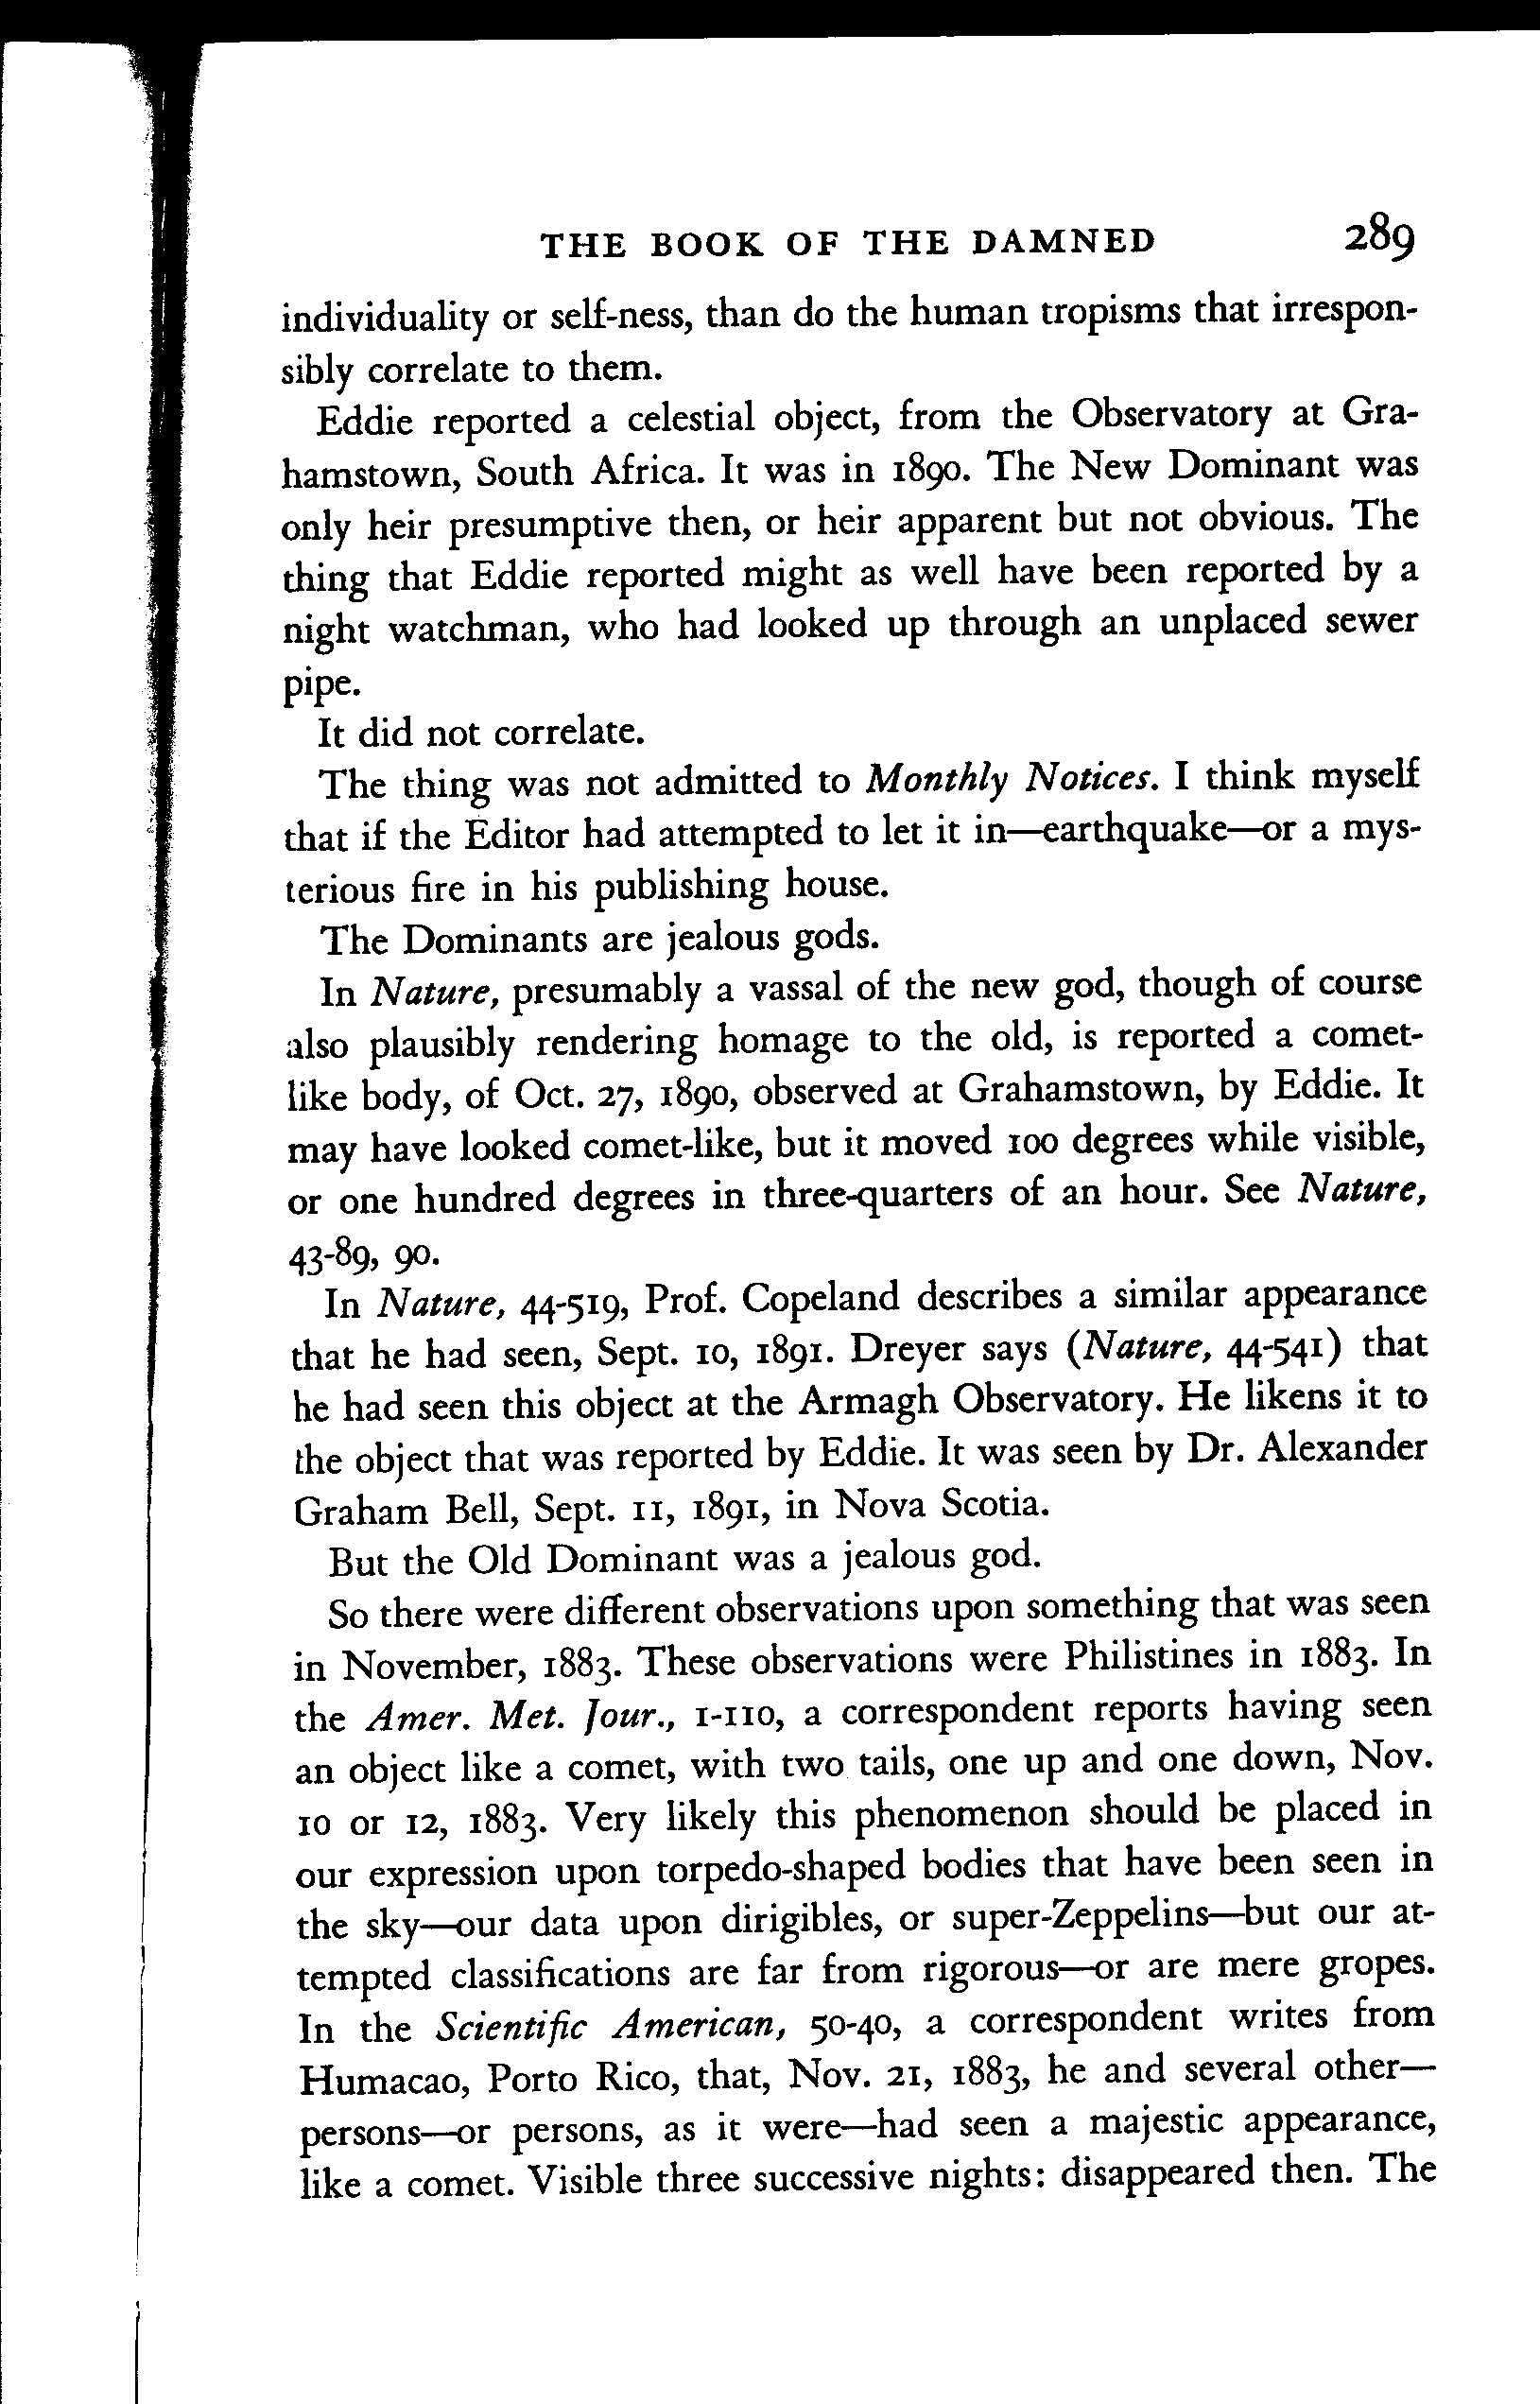 THE BOOK OF THE DAMNED 289
individuality or self-ness, than do the human tropisms that irrespon-
sibly correlate to them.
Eddie reported a celestial object, from the Observatory at Gra-
hamstown, South Africa. It was in 1890. The New Dominant was
only heir presumptive then, or heir apparent but not obvious. The
thing that Eddie reported might as well have been reported by a
night watchman, who had looked up through an unplaced sewer
pipe.
It did not correlate.
The thing was not admitted to Monthly Notices. I think myself
that if the Editor had attempted to let it in—earthquake—or a mys-
terious fire in his publishing house.
The Dominants are jealous gods.
In Nature, presumably a vassal of the new god, though of course
also plausibly rendering homage to the old, is reported a comet-
like body, of Oct. 27, 1890, observed at Grahamstown, by Eddie. It
may have looked comet-like, but it moved 100 degrees while visible,
or one hundred degrees in three-quarters of an hour. See Nature,
43-89, 90.
In Nature, 44-519, Prof. Copeland describes a similar appearance
that he had seen, Sept. 10, 1891. Dreyer says (Nature, 44-541) that
he had seen this object at the Armagh Observatory. He likens it to
the object that was reported by Eddie. It was seen by Dr. Alexander
Graham Bell, Sept. 11, 1891, in Nova Scotia.
But the Old Dominant was a jealous god.
So there were different observations upon something that was seen
in November, 1883. These observations were Philistines in 1883. In
the Amer. Met. Jour., 1-110, a correspondent reports having seen
an object like a comet, with two tails, one up and one down, Nov.
10 or 12, 1883. Very likely this phenomenon should be placed in
our expression upon torpedo-shaped bodies that have been seen in
the sky—our data upon dirigibles, or super-Zeppelins—but our at-
tempted classifications are far from rigorous—or are mere gropes.
In the Scientific American, 50-40, a correspondent writes from
Humacao, Porto Rico, that, Nov. 21, 1883, he and several other—
persons—or persons, as it were—had seen a majestic appearance,
like a comet. Visible three successive nights: disappeared then. The